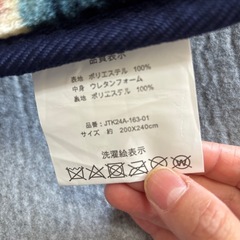 品質表示
表地 ポリエステル 100%
中身 ウレタンフォーム
裏地 ポリエステル 100%
品番：JTK24A-163-01
サイズ 約 200X240cm
洗濯絵表示